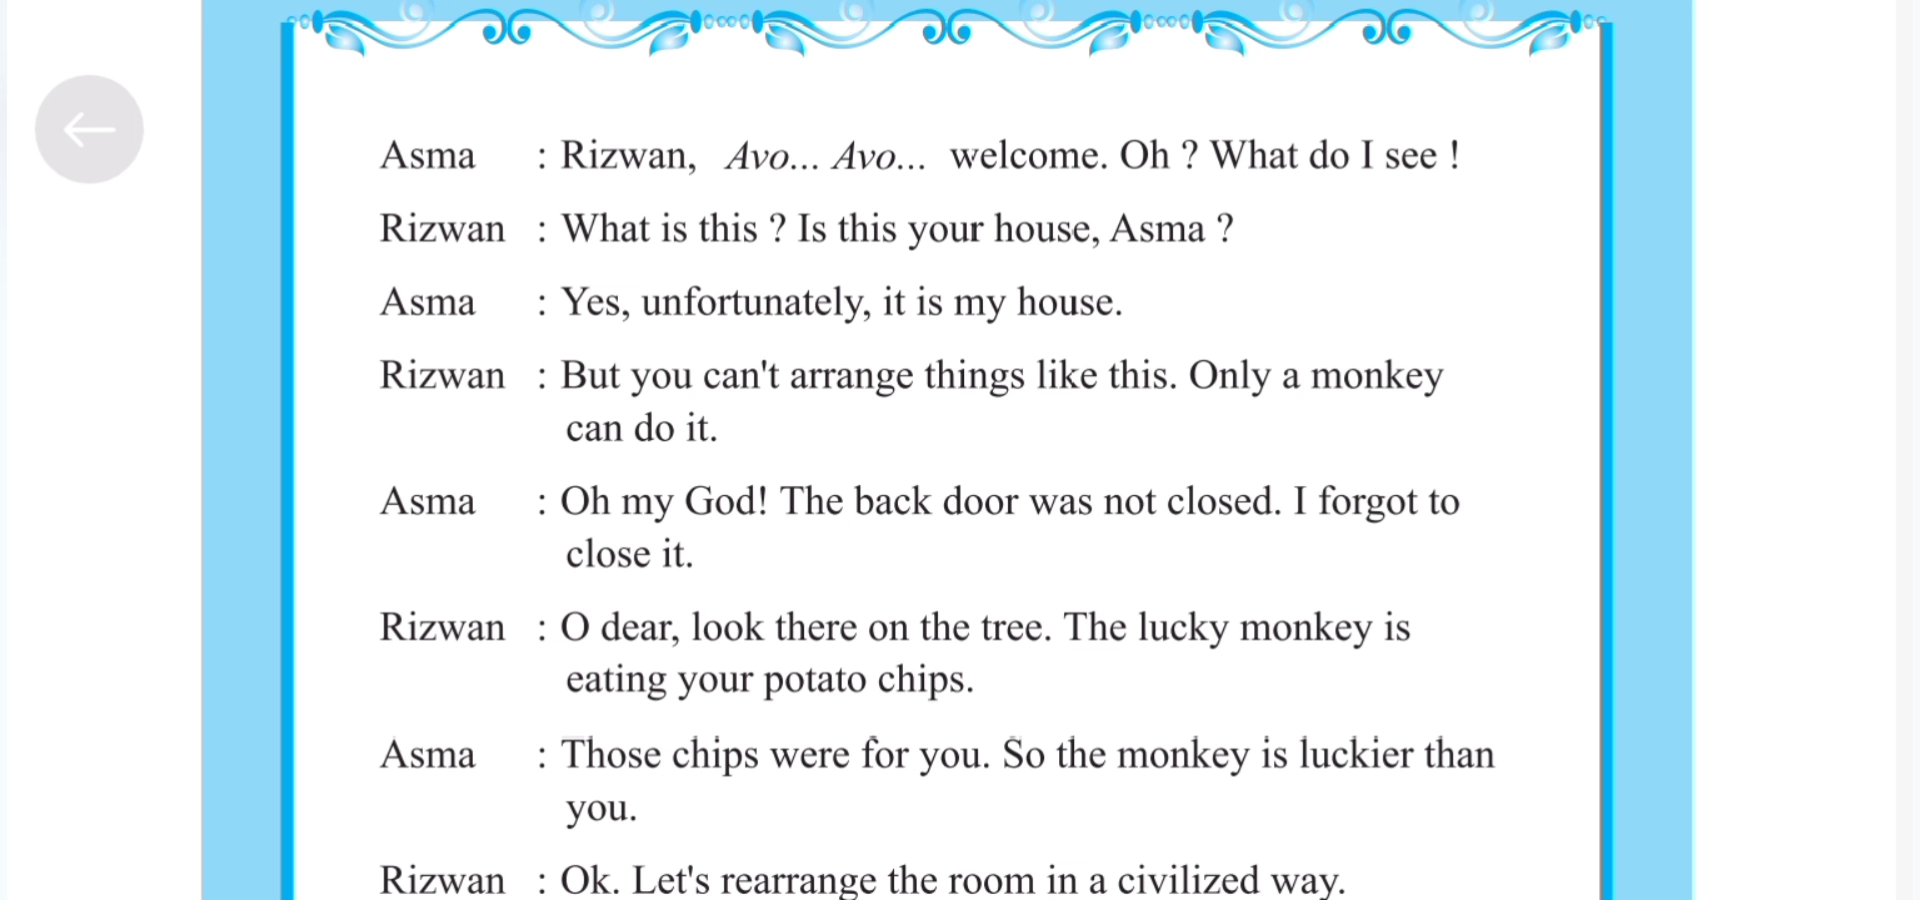 Asma : Rizwan, Avo... Avo... welcome. Oh ? What do I see !
Rizwan : What is this ? Is this your house, Asma ?
Asma : Yes, unfortunately, it is my house.
Rizwan : But you can't arrange things like this. Only a monkey
can do it.
Asma : Oh my God! The back door was not closed. I forgot to
close it.
Rizwan : O dear, look there on the tree. The lucky monkey is
eating your potato chips.
Asma : Those chips were for you. So the monkey is luckier than
you.
Rizwan : Ok. Let's rearrange the room in a civilized way.